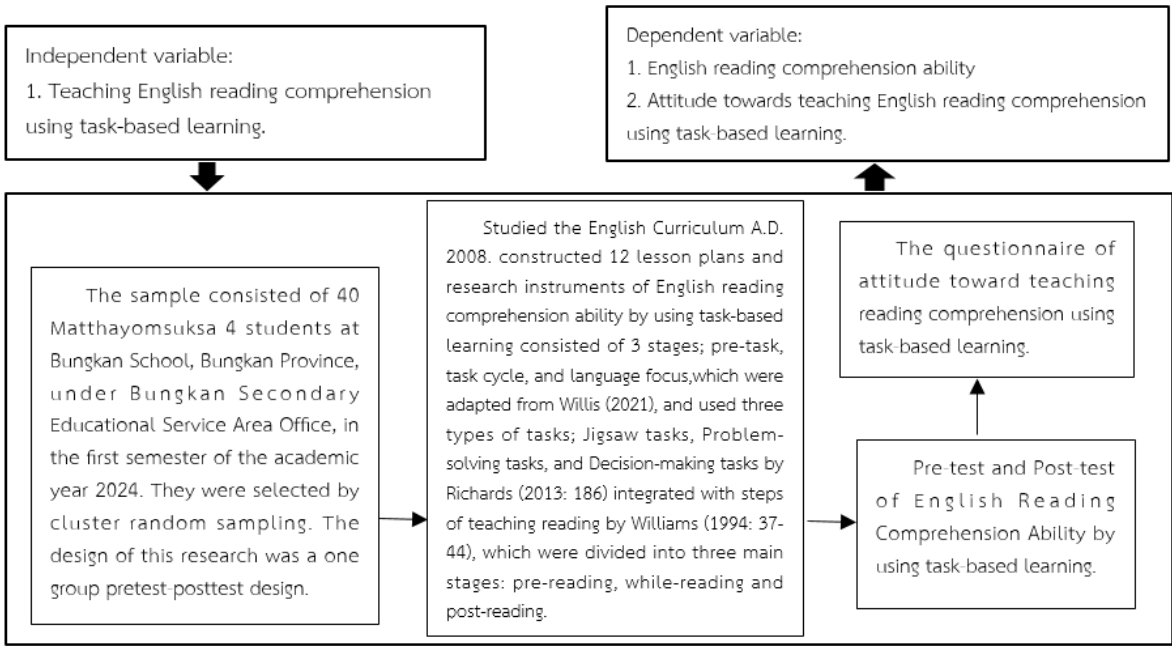 Independent variable:
1. Teaching English reading comprehension
using task-based learning.
Dependent variable:
1. English reading comprehension ability
2. Attitude towards teaching English reading comprehension
using task-based learning.
The sample consisted of 40
Matthayomsuksa 4 students at
Bungkan School, Bungkan Province,
under Bungkan Secondary
Educational Service Area Office, in
the first semester of the academic
year 2024. They were selected by
cluster random sampling. The
design of this research was a one
group pretest-posttest design.
Studied the English Curriculum A.D.
2008. constructed 12 lesson plans and
research instruments of English reading
comprehension ability by using task-based
learning consisted of 3 stages; pre-task,
task cycle, and language focus,which were
adapted from Willis (2021), and used three
types of tasks; Jigsaw tasks, Problem-
solving tasks, and Decision-making tasks by
Richards (2013: 186) integrated with steps
of teaching reading by Williams (1994: 37-
44), which were divided into three main
stages: pre-reading, while-reading and
post-reading.
The questionnaire of
attitude toward teaching
reading comprehension using
task-based learning.
Pre-test and Post-test
of English Reading
Comprehension Ability by
using task-based learning.